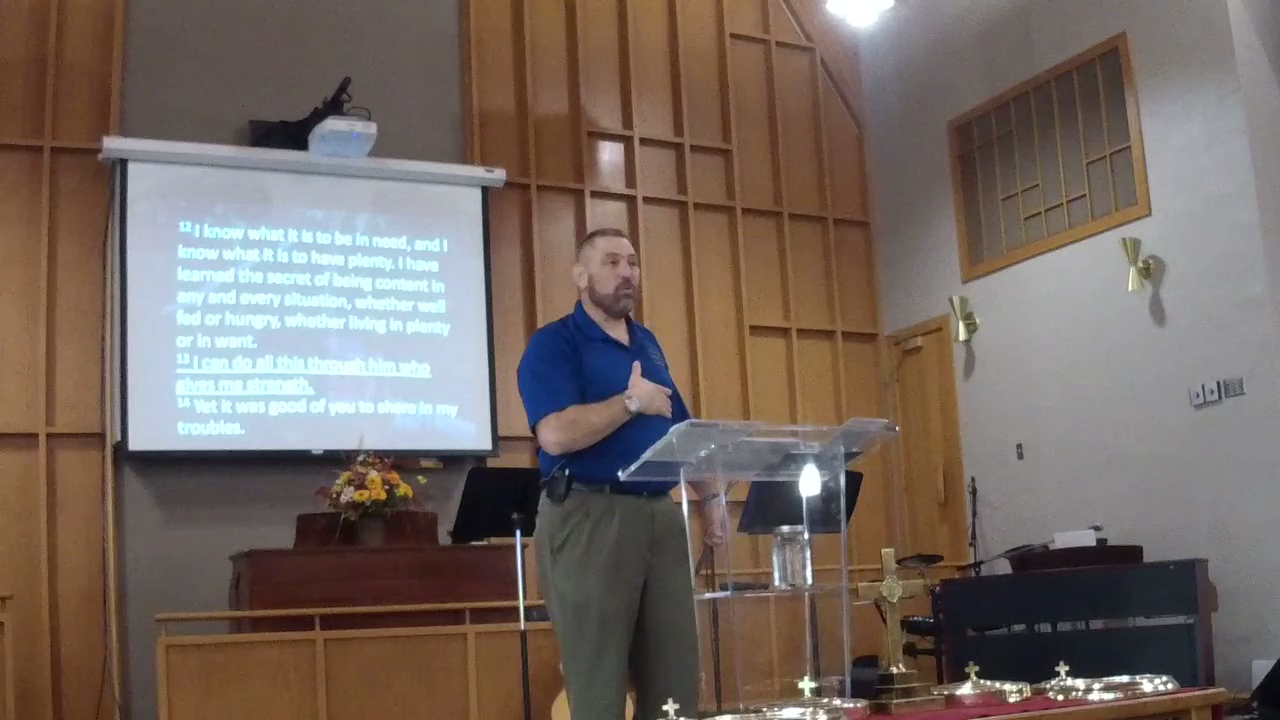 12 I know what it is to be in need, and I
know what it is to have plenty. I have
learned the secret of being content in
any and every situation, whether well
fed or hungry, whether living in plenty
or in want.
13 I can do all this through him who
gives me strength.
14 Yet it was good of you to share in my
troubles.